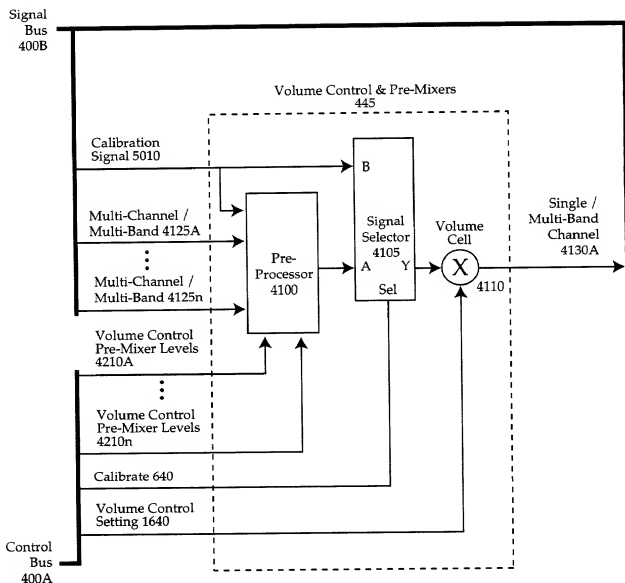 Signal
Bus
400B
Volume Control & Pre-Mixers
445
Calibration
Signal 5010
B
Multi-Channel /
Multi-Band 4125A
Multi-Channel /
Multi-Band 4125n
Pre-
Processor
4100
Signal
Selector
4105
A Y
Sel
Volume
Cell
X
4110
Single /
Multi-Band
Channel
4130A
Volume Control
Pre-Mixer Levels
4210A
Volume Control
Pre-Mixer Levels
4210n
Calibrate 640
Volume Control
Setting 1640
Control
Bus
400A